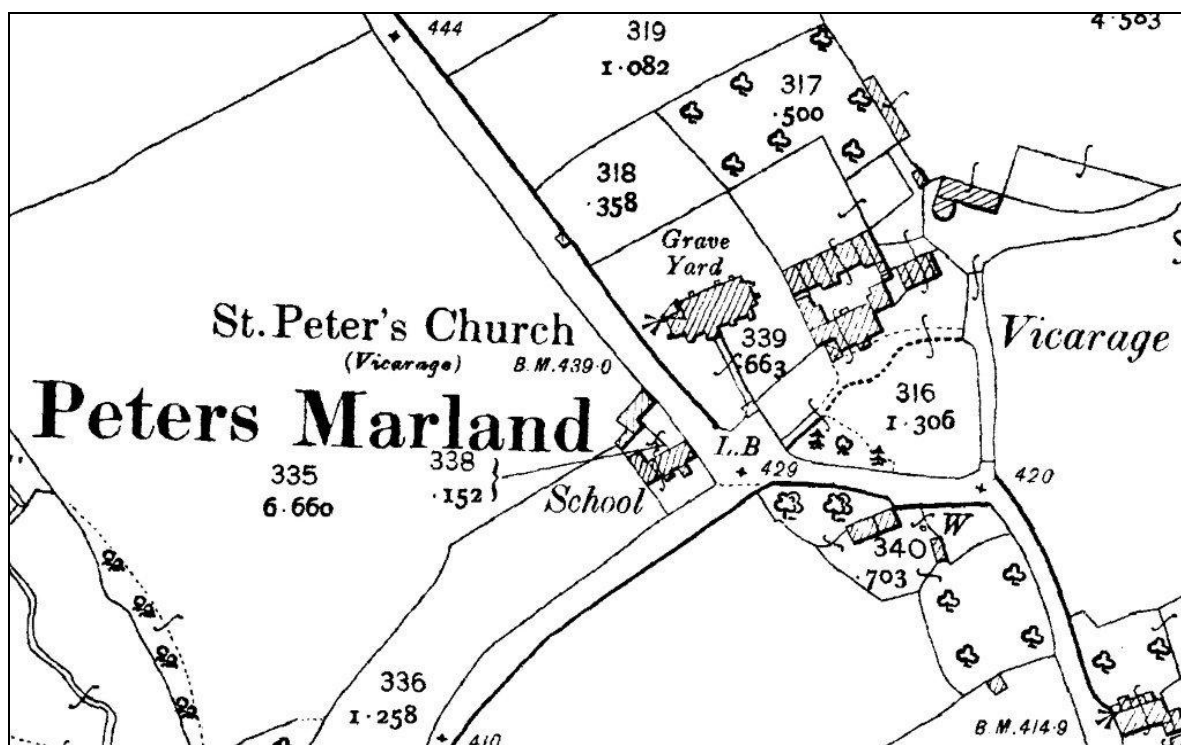 444
319
1·082
4·503
317
·500
318
·358
Grave
Yard
St. Peter's Church
(Vicarage)
B.M.439·0
339
·663
Vicarage
Peters Marland
316
1·306
L.B
429
420
335
6·660
338
·152
School
W
340
·703
336
1·258
410
B.M.414·9